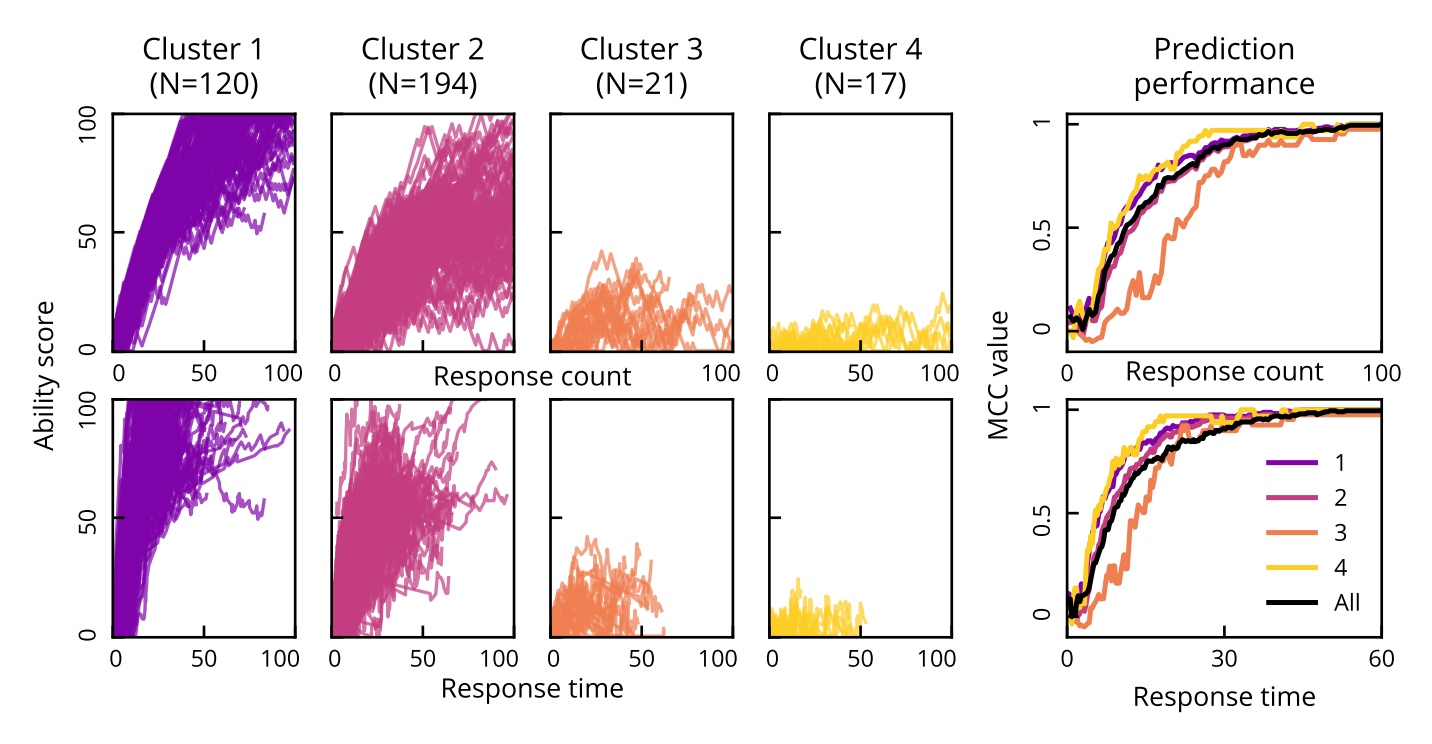 Cluster 1
(N=120)
Cluster 2
(N=194)
Cluster 3
(N=21)
Cluster 4
(N=17)
Prediction
performance
Ability score
100
50
0
0 50 100
0
100
0 50 100
Response count
MCC value
1
0.5
0
0 Response count 100
100
50
0
0 50 100
0 50 100
0 50 100
0 50 100
Response time
1
0.5
0
1
2
3
4
All
0 30 60
Response time